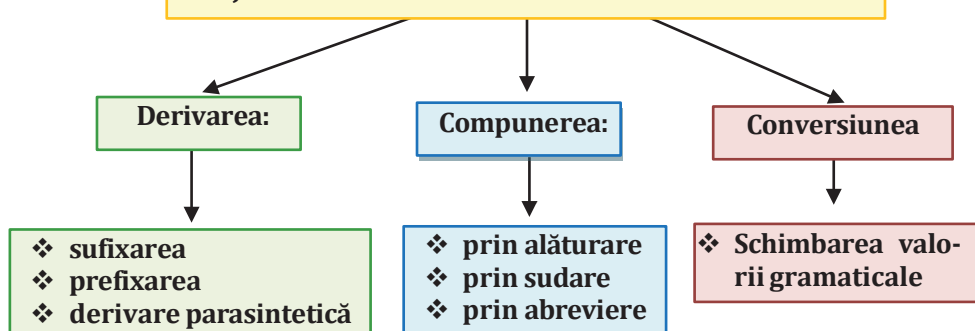 Derivarea:
Compunerea:
Conversiunea
❖ sufixarea
❖ prefixarea
❖ derivare parasintetică
❖ prin alăturare
❖ prin sudare
❖ prin abreviere
❖ Schimbarea valo-
rii gramaticale